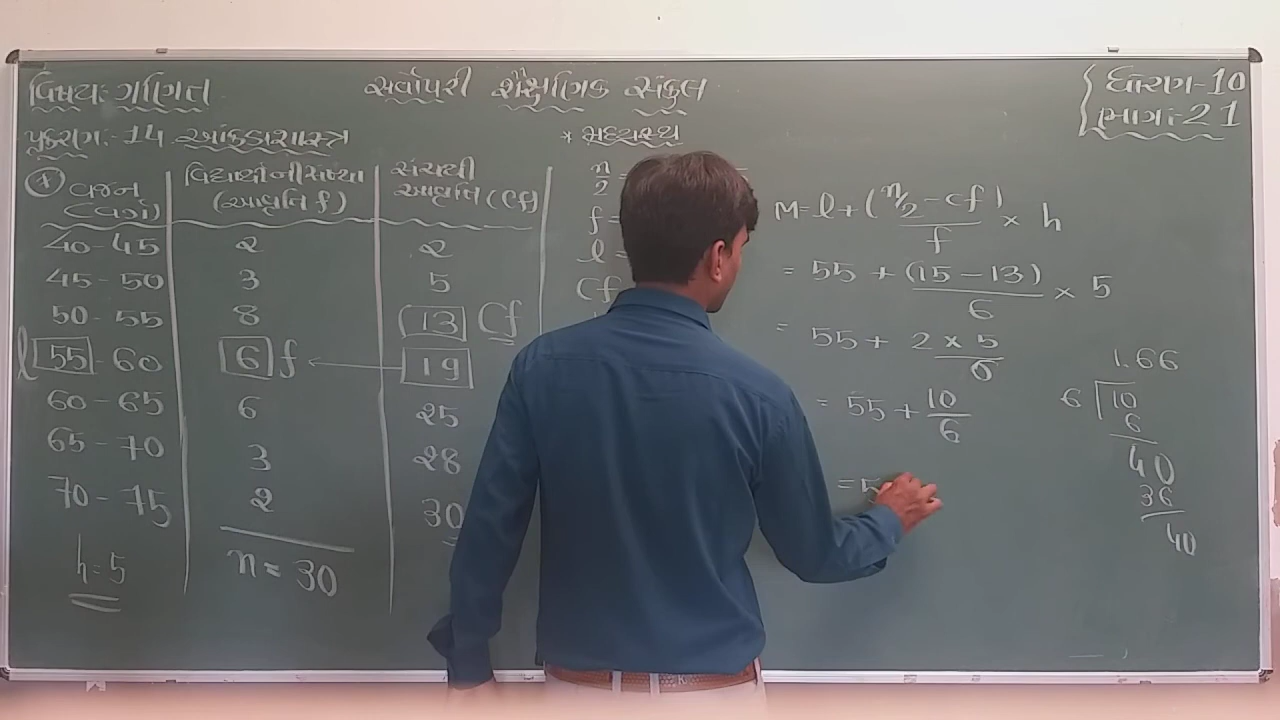 વિષય: ગણિત
સર્વોપરી શૈક્ષણિક સંકુલ
ધોરણ-10
ભાગ:-21
પ્રકરણ:-14 આંકડાશાસ્ત્ર
* મધ્યસ્થ
વજન (વર્ગ) વિદ્યાર્થીની સંખ્યા (આવૃત્તિ f) સંચયી આવૃત્તિ (cf)
40-45 2 2
45-50 3 5
50-55 8 13 Cf
l 55-60 6 f 19
60-65 6 25
65-70 3 28
70-75 2 30
h=5 n=30
n/2 =
f=
l=
Cf
M= l + (n/2 - cf)/f × h
= 55 + (15-13)/6 × 5
= 55 + 2 × 5/6
= 55 + 10/6
= 5
1.66
6 10
6
40
36
40